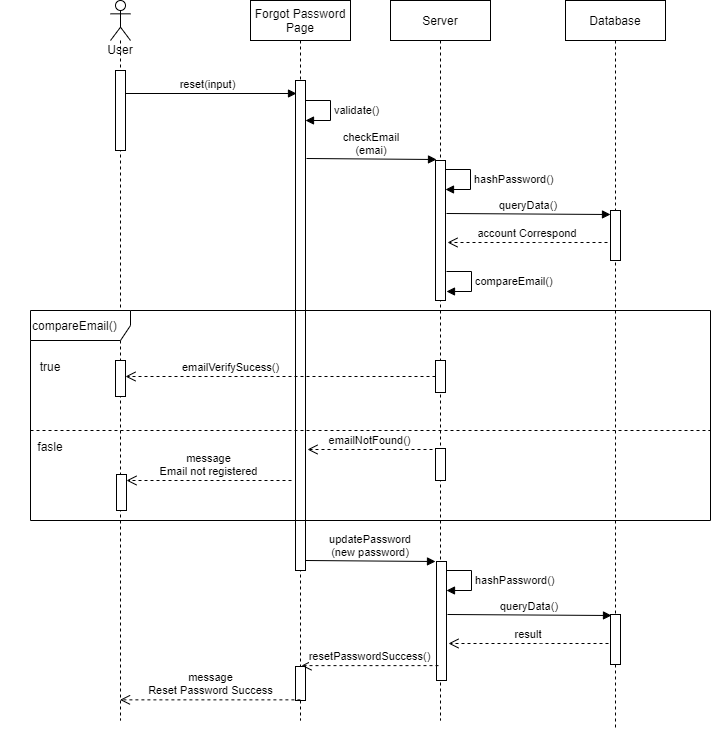 Forgot Password
Page
Server
Database
User
reset(input)
validate()
checkEmail
(emai)
hashPassword()
queryData()
account Correspond
compareEmail()
compareEmail()
true
emailVerifySucess()
fasle
emailNotFound()
message
Email not registered
updatePassword
(new password)
hashPassword()
queryData()
result
resetPasswordSuccess()
message
Reset Password Success